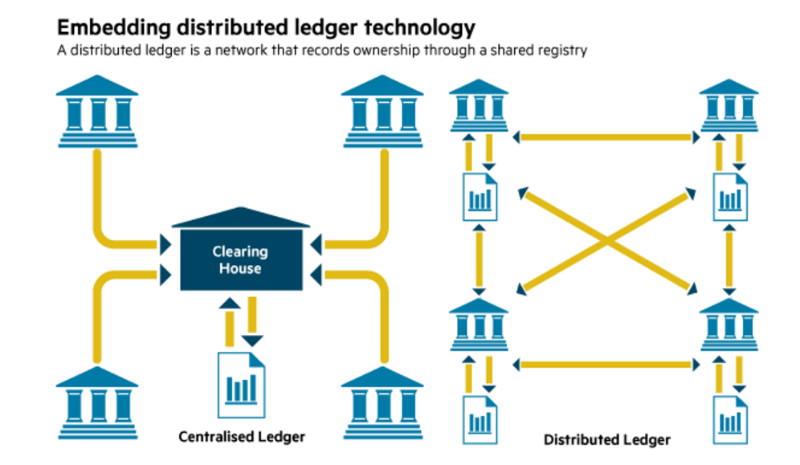 Embedding distributed ledger technology
A distributed ledger is a network that records ownership through a shared registry
Clearing
House
Centralised Ledger
Distributed Ledger